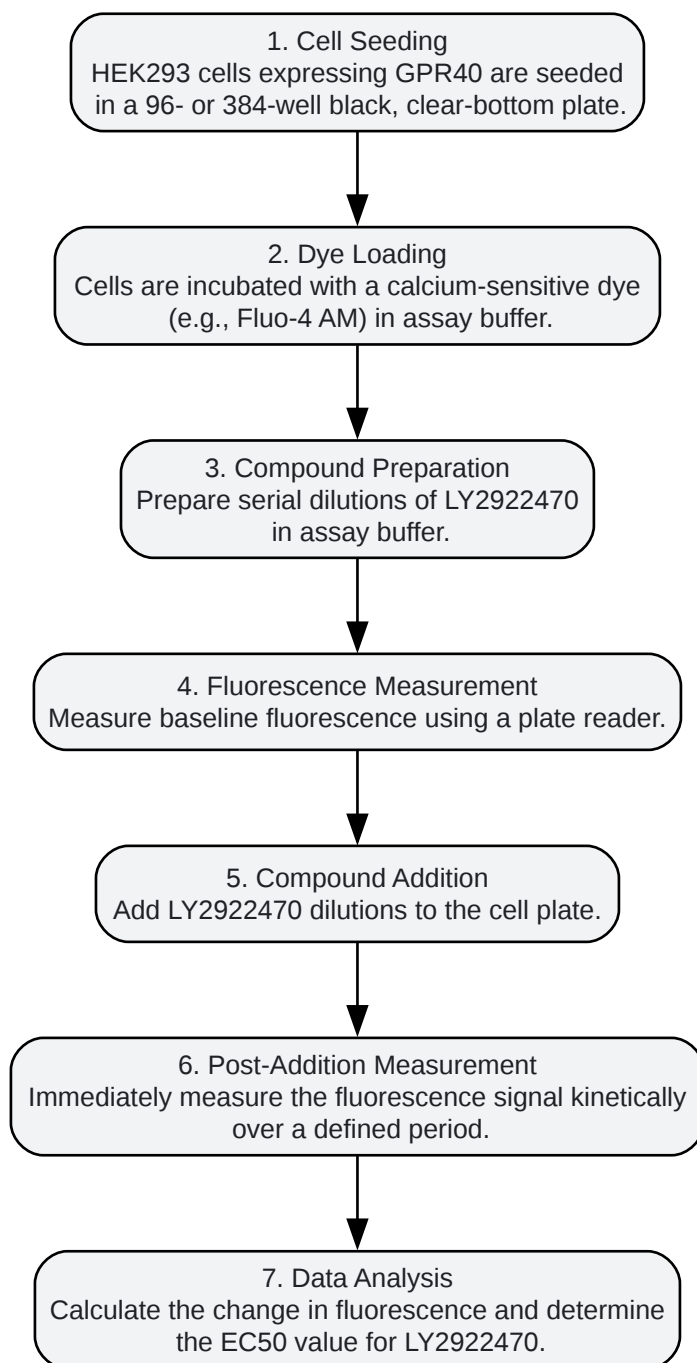 1. Cell Seeding
HEK293 cells expressing GPR40 are seeded
in a 96- or 384-well black, clear-bottom plate.
2. Dye Loading
Cells are incubated with a calcium-sensitive dye
(e.g., Fluo-4 AM) in assay buffer.
3. Compound Preparation
Prepare serial dilutions of LY2922470
in assay buffer.
4. Fluorescence Measurement
Measure baseline fluorescence using a plate reader.
5. Compound Addition
Add LY2922470 dilutions to the cell plate.
6. Post-Addition Measurement
Immediately measure the fluorescence signal kinetically
over a defined period.
7. Data Analysis
Calculate the change in fluorescence and determine
the EC50 value for LY2922470.